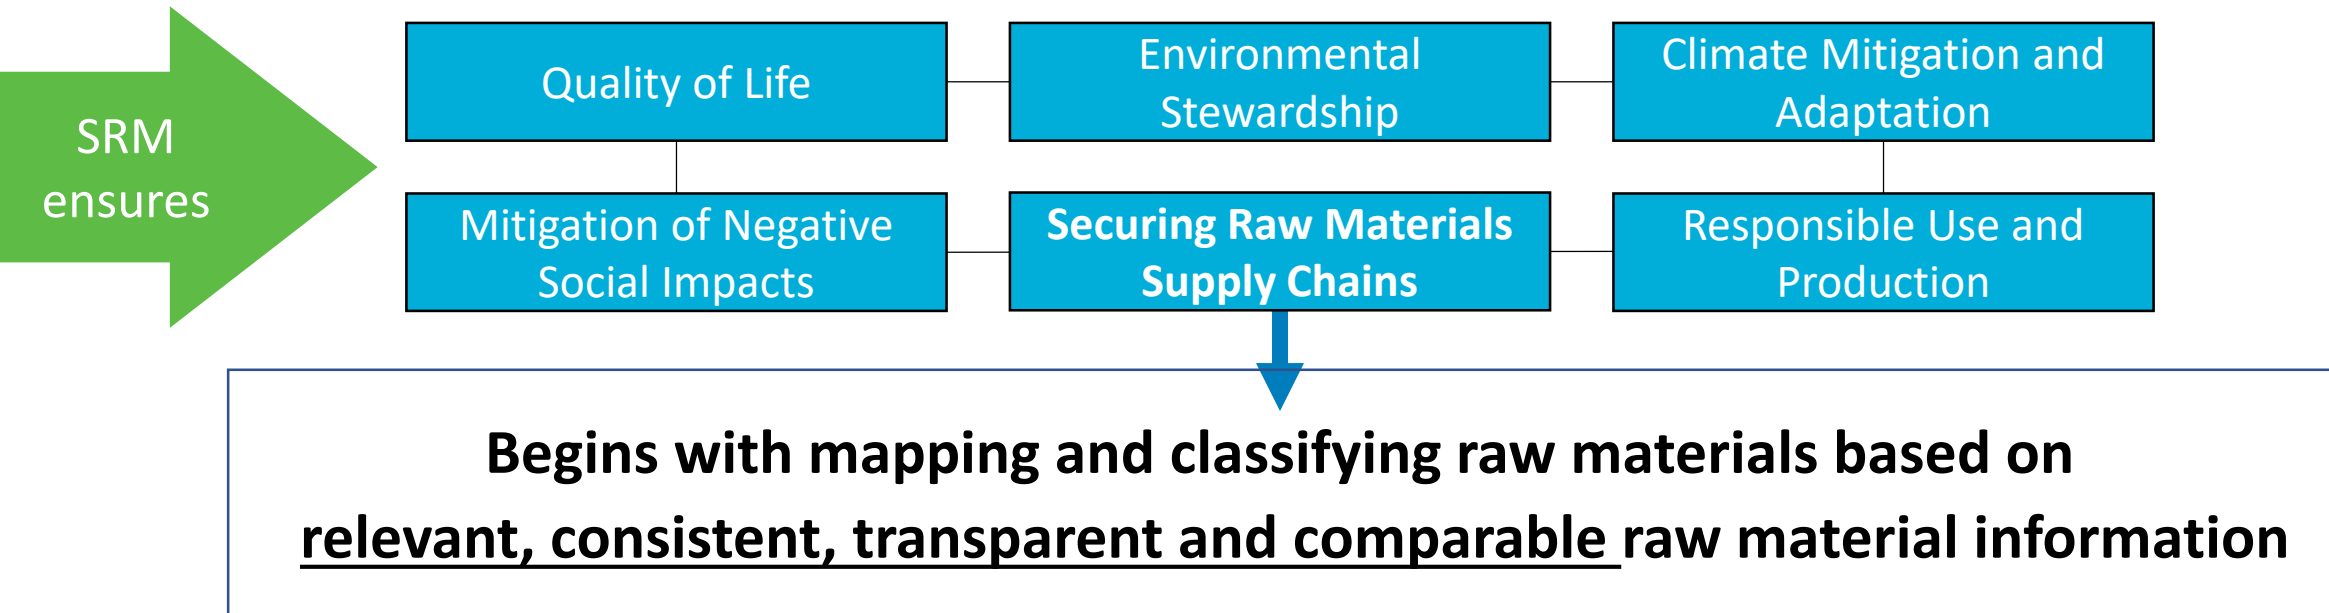 SRM
ensures
Quality of Life
Environmental
Stewardship
Climate Mitigation and
Adaptation
Mitigation of Negative
Social Impacts
Securing Raw Materials
Supply Chains
Responsible Use and
Production
Begins with mapping and classifying raw materials based on
relevant, consistent, transparent and comparable raw material information